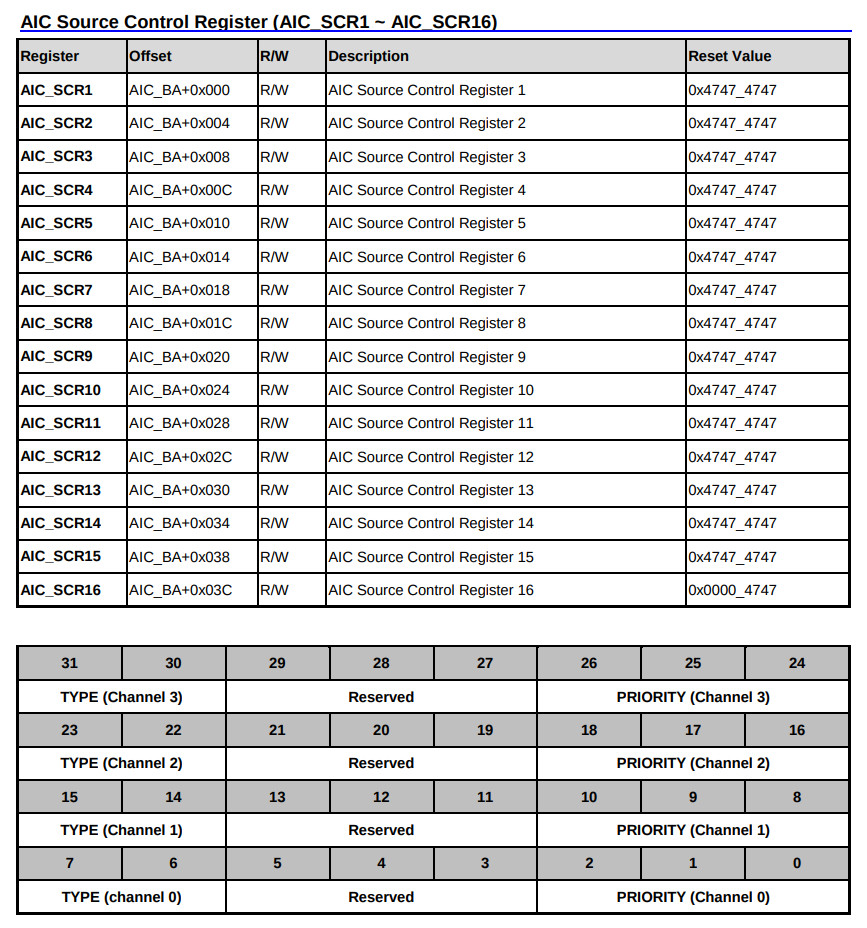 AIC Source Control Register (AIC_SCR1 ~ AIC_SCR16)
Register Offset R/W Description Reset Value
AIC_SCR1 AIC_BA+0x000 R/W AIC Source Control Register 1 0x4747_4747
AIC_SCR2 AIC_BA+0x004 R/W AIC Source Control Register 2 0x4747_4747
AIC_SCR3 AIC_BA+0x008 R/W AIC Source Control Register 3 0x4747_4747
AIC_SCR4 AIC_BA+0x00C R/W AIC Source Control Register 4 0x4747_4747
AIC_SCR5 AIC_BA+0x010 R/W AIC Source Control Register 5 0x4747_4747
AIC_SCR6 AIC_BA+0x014 R/W AIC Source Control Register 6 0x4747_4747
AIC_SCR7 AIC_BA+0x018 R/W AIC Source Control Register 7 0x4747_4747
AIC_SCR8 AIC_BA+0x01C R/W AIC Source Control Register 8 0x4747_4747
AIC_SCR9 AIC_BA+0x020 R/W AIC Source Control Register 9 0x4747_4747
AIC_SCR10 AIC_BA+0x024 R/W AIC Source Control Register 10 0x4747_4747
AIC_SCR11 AIC_BA+0x028 R/W AIC Source Control Register 11 0x4747_4747
AIC_SCR12 AIC_BA+0x02C R/W AIC Source Control Register 12 0x4747_4747
AIC_SCR13 AIC_BA+0x030 R/W AIC Source Control Register 13 0x4747_4747
AIC_SCR14 AIC_BA+0x034 R/W AIC Source Control Register 14 0x4747_4747
AIC_SCR15 AIC_BA+0x038 R/W AIC Source Control Register 15 0x4747_4747
AIC_SCR16 AIC_BA+0x03C R/W AIC Source Control Register 16 0x0000_4747
31 30 29 28 27 26 25 24
TYPE (Channel 3) Reserved PRIORITY (Channel 3)
23 22 21 20 19 18 17 16
TYPE (Channel 2) Reserved PRIORITY (Channel 2)
15 14 13 12 11 10 9 8
TYPE (Channel 1) Reserved PRIORITY (Channel 1)
7 6 5 4 3 2 1 0
TYPE (channel 0) Reserved PRIORITY (Channel 0)